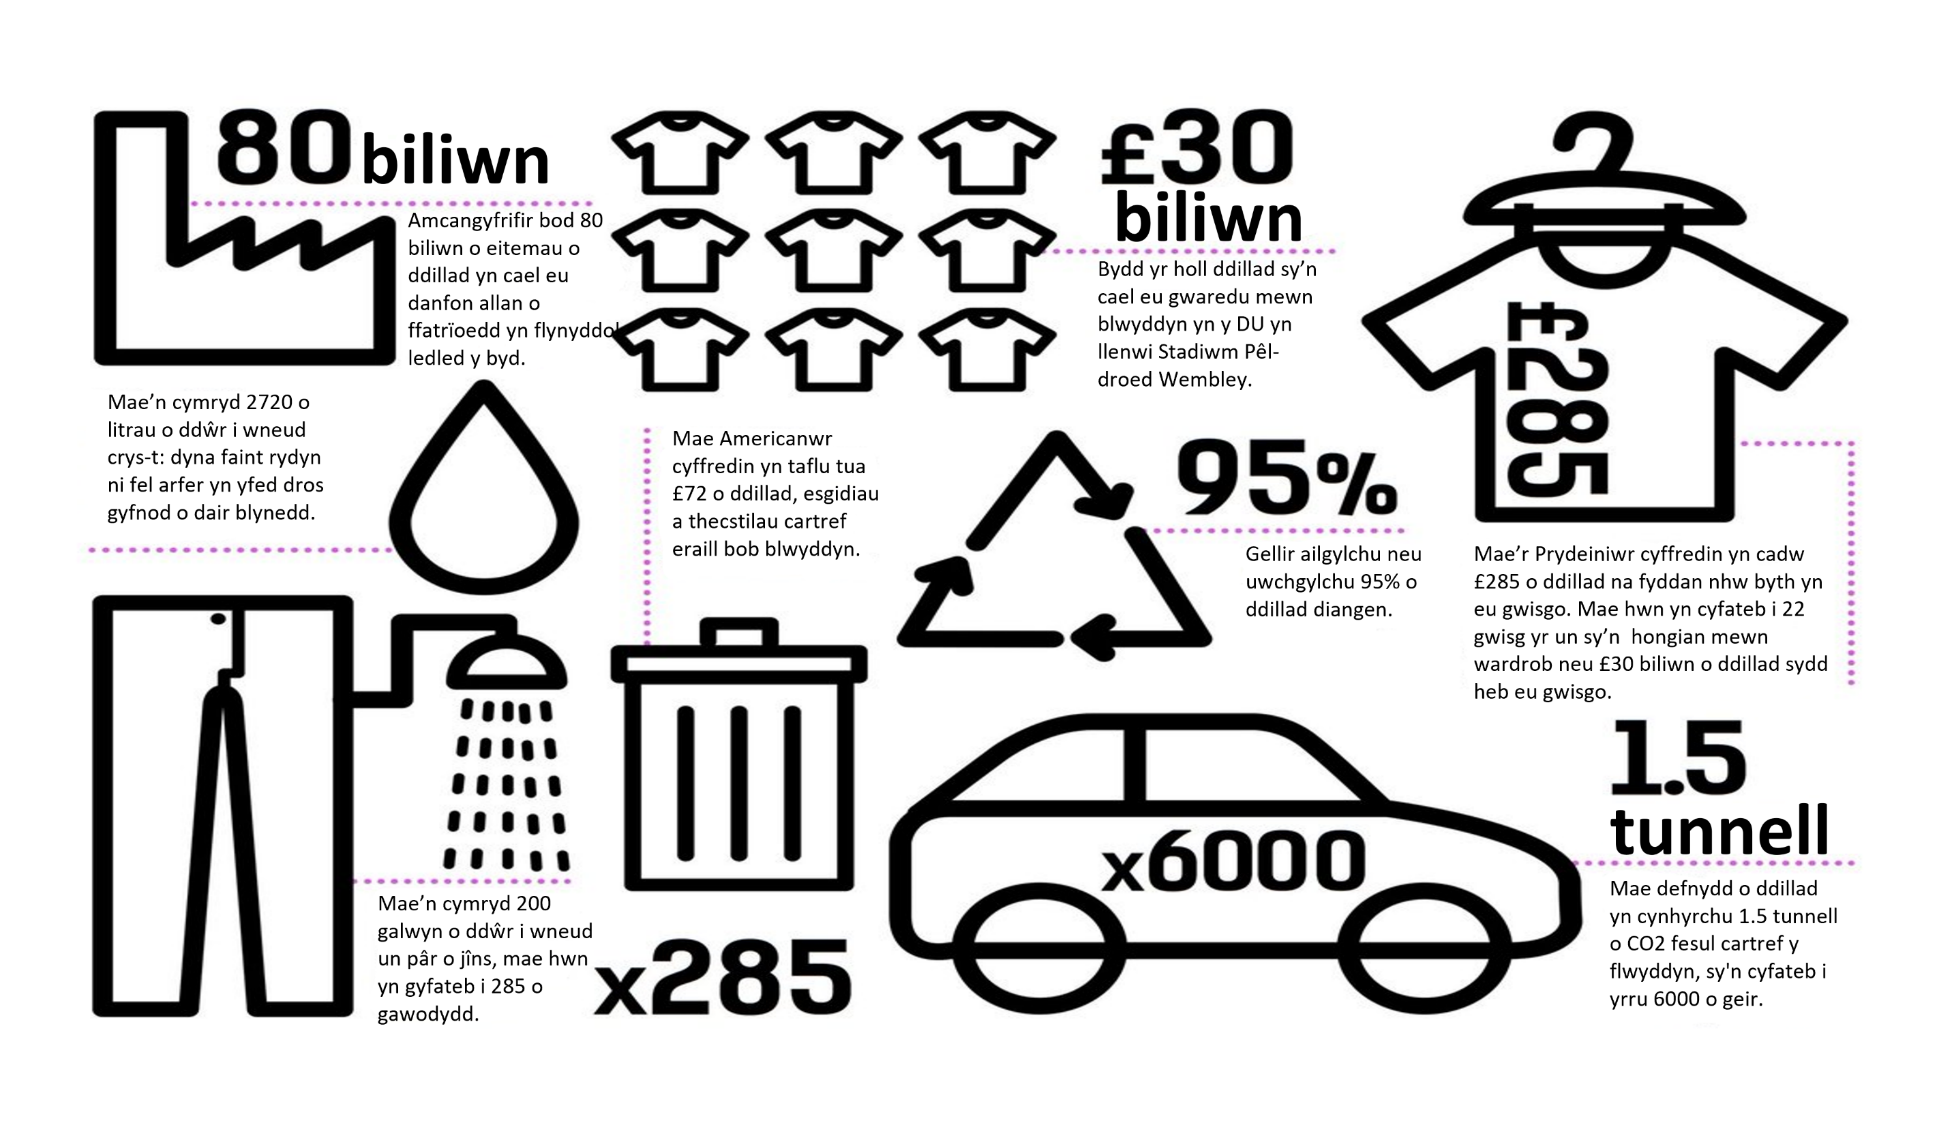 80 biliwn
Amcangyfrifir bod 80
biliwn o eitemau o
ddillad yn cael eu
danfon allan o
ffatrïoedd yn flynyddol
ledled y byd.
£30
biliwn
Bydd yr holl ddillad sy’n
cael eu gwaredu mewn
blwyddyn yn y DU yn
llenwi Stadiwm Pêl-
droed Wembley.
£285
Mae’n cymryd 2720 o
litrau o ddŵr i wneud
crys-t: dyna faint rydyn
ni fel arfer yn yfed dros
gyfnod o dair blynedd.
Mae Americanwr
cyffredin yn taflu tua
£72 o ddillad, esgidiau
a thecstilau cartref
eraill bob blwyddyn.
95%
Gellir ailgylchu neu
uwchgylchu 95% o
ddillad diangen.
Mae’r Prydeiniwr cyffredin yn cadw
£285 o ddillad na fyddan nhw byth yn
eu gwisgo. Mae hwn yn cyfateb i 22
gwisg yr un sy’n  hongian mewn
wardrob neu £30 biliwn o ddillad sydd
heb eu gwisgo.
Mae’n cymryd 200
galwyn o ddŵr i wneud
un pâr o jîns, mae hwn
yn gyfateb i 285 o
gawodydd.
x285
x6000
1.5
tunnell
Mae defnydd o ddillad
yn cynhyrchu 1.5 tunnell
o CO2 fesul cartref y
flwyddyn, sy'n cyfateb i
yrru 6000 o geir.